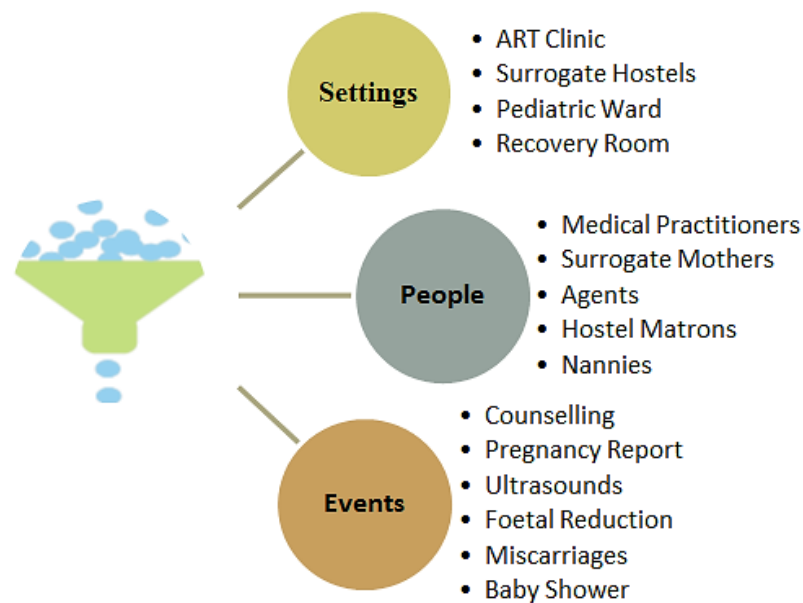 Settings
• ART Clinic
• Surrogate Hostels
• Pediatric Ward
• Recovery Room
People
• Medical Practitioners
• Surrogate Mothers
• Agents
• Hostel Matrons
• Nannies
Events
• Counselling
• Pregnancy Report
• Ultrasounds
• Foetal Reduction
• Miscarriages
• Baby Shower